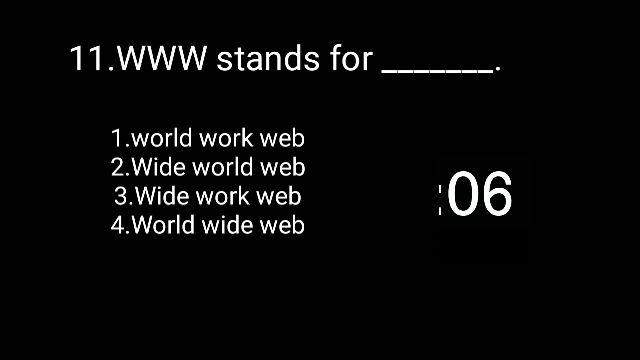 11.WWW stands for _______.
1.world work web
2.Wide world web
3.Wide work web
4.World wide web
:06